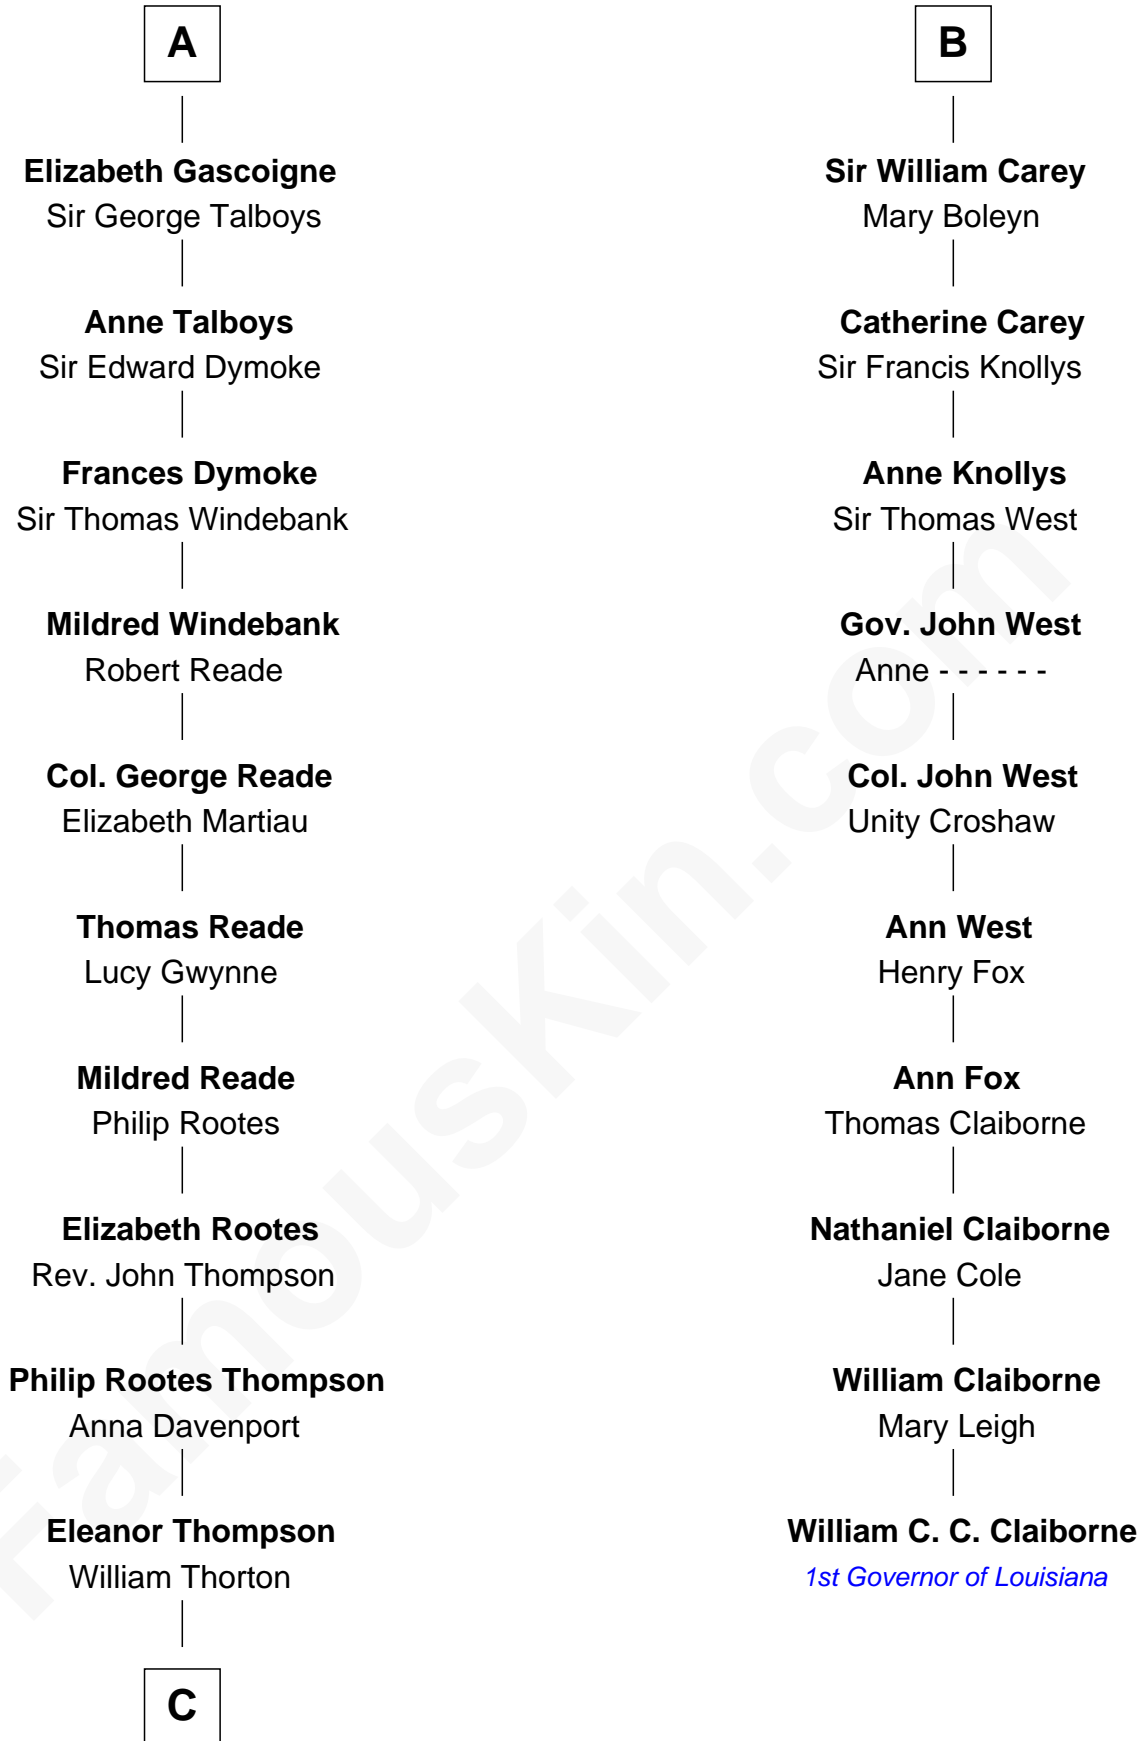 A
Elizabeth Gascoigne
Sir George Talboys
Anne Talboys
Sir Edward Dymoke
Frances Dymoke
Sir Thomas Windebank
Mildred Windebank
Robert Reade
Col. George Reade
Elizabeth Martiau
Thomas Reade
Lucy Gwynne
Mildred Reade
Philip Rootes
Elizabeth Rootes
Rev. John Thompson
Philip Rootes Thompson
Anna Davenport
Eleanor Thompson
William Thorton
C
B
Sir William Carey
Mary Boleyn
Catherine Carey
Sir Francis Knollys
Anne Knollys
Sir Thomas West
Gov. John West
Anne - - - - - -
Col. John West
Unity Croshaw
Ann West
Henry Fox
Ann Fox
Thomas Claiborne
Nathaniel Claiborne
Jane Cole
William Claiborne
Mary Leigh
William C. C. Claiborne
1st Governor of Louisiana
FamousKin.com